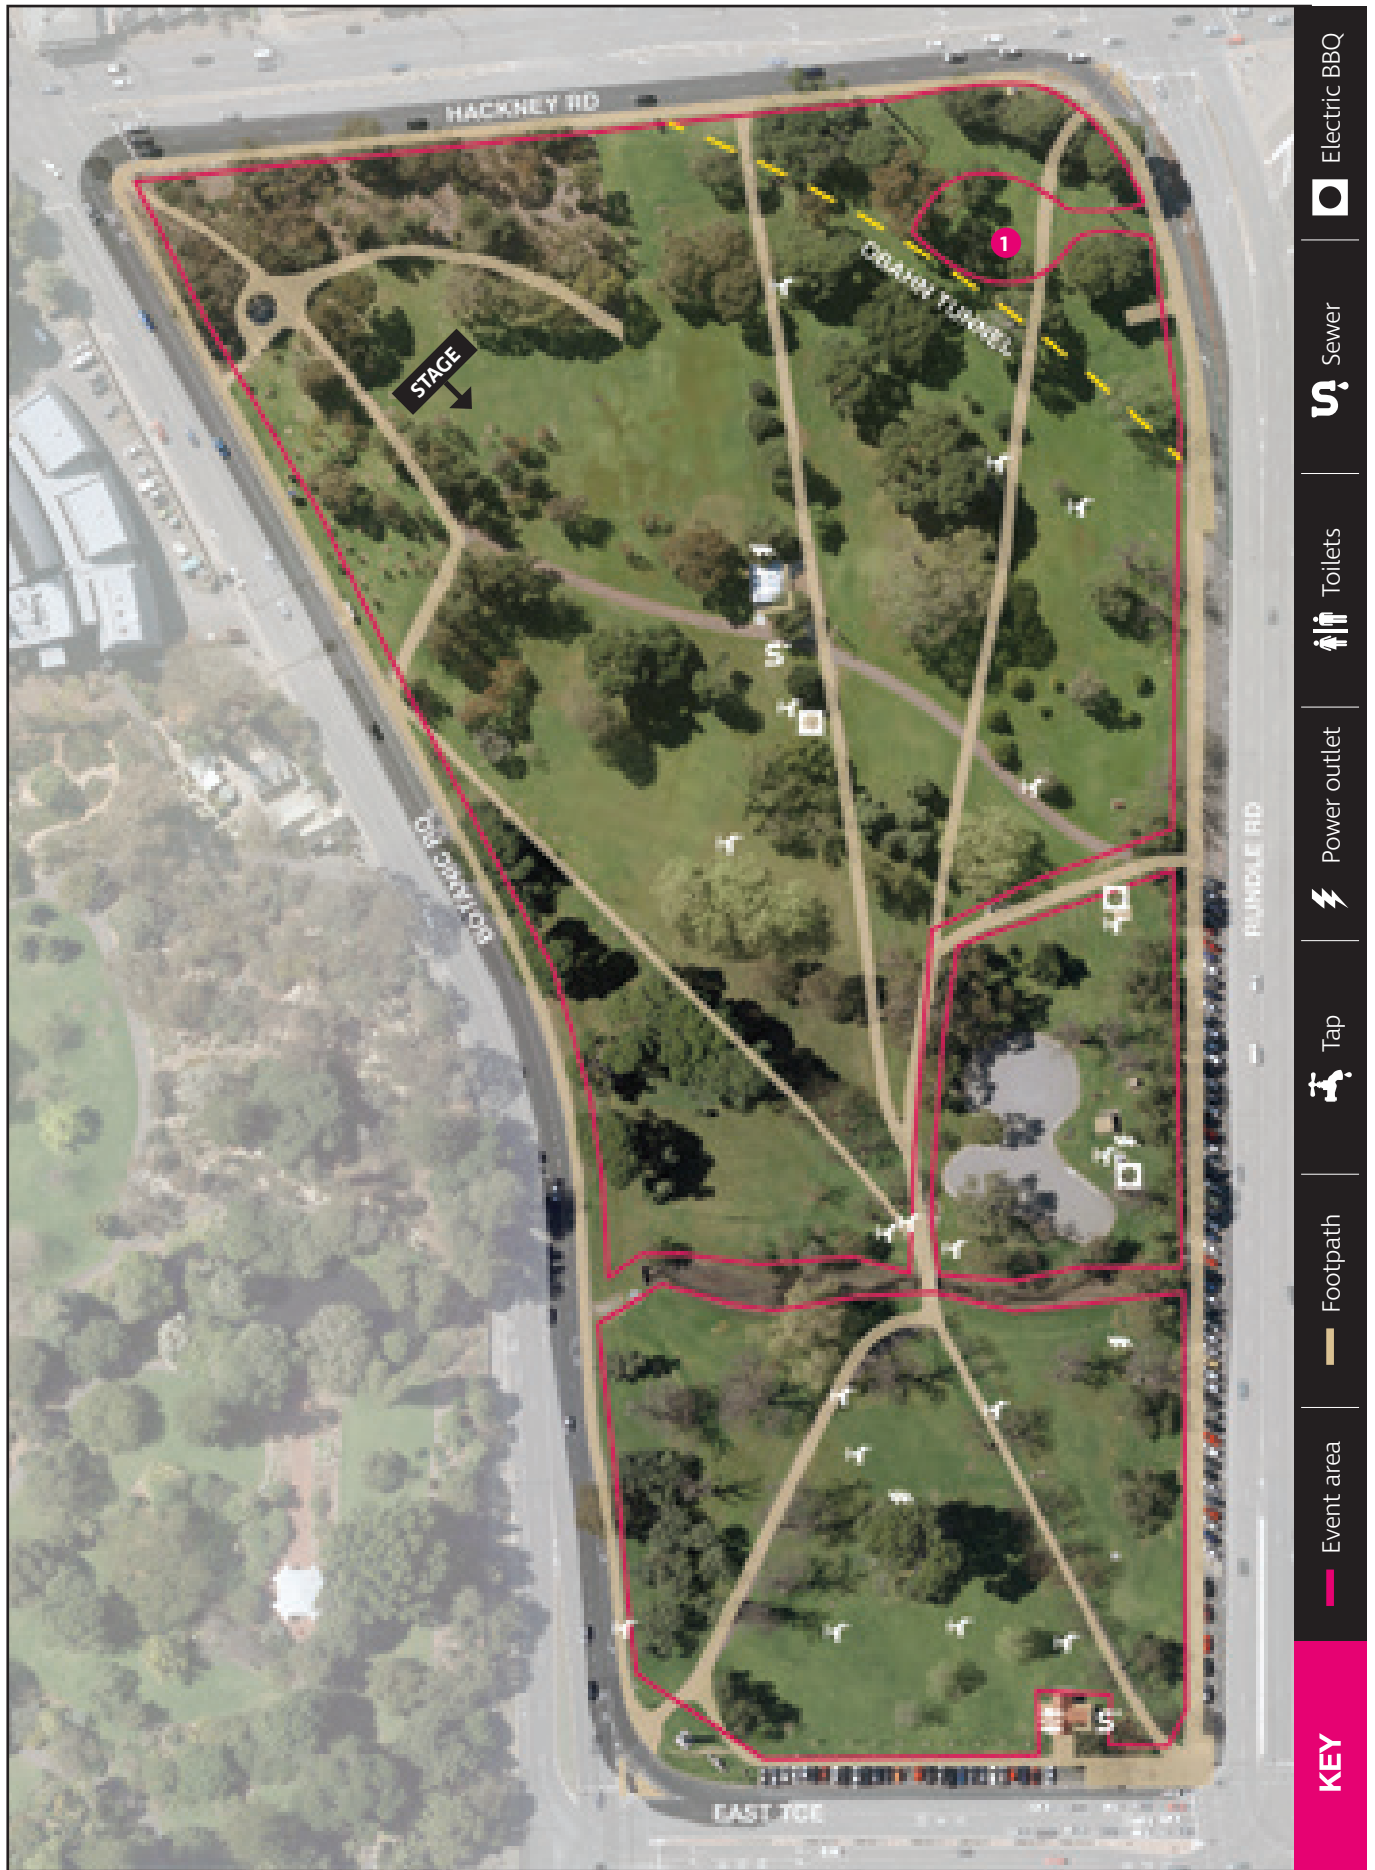 HACKNEY RD
STAGE
OBAHN TUNNEL
1
BOTANIC RD
RUNDLE RD
EAST TCE
KEY
Event area
Footpath
Tap
Power outlet
Toilets
Sewer
Electric BBQ